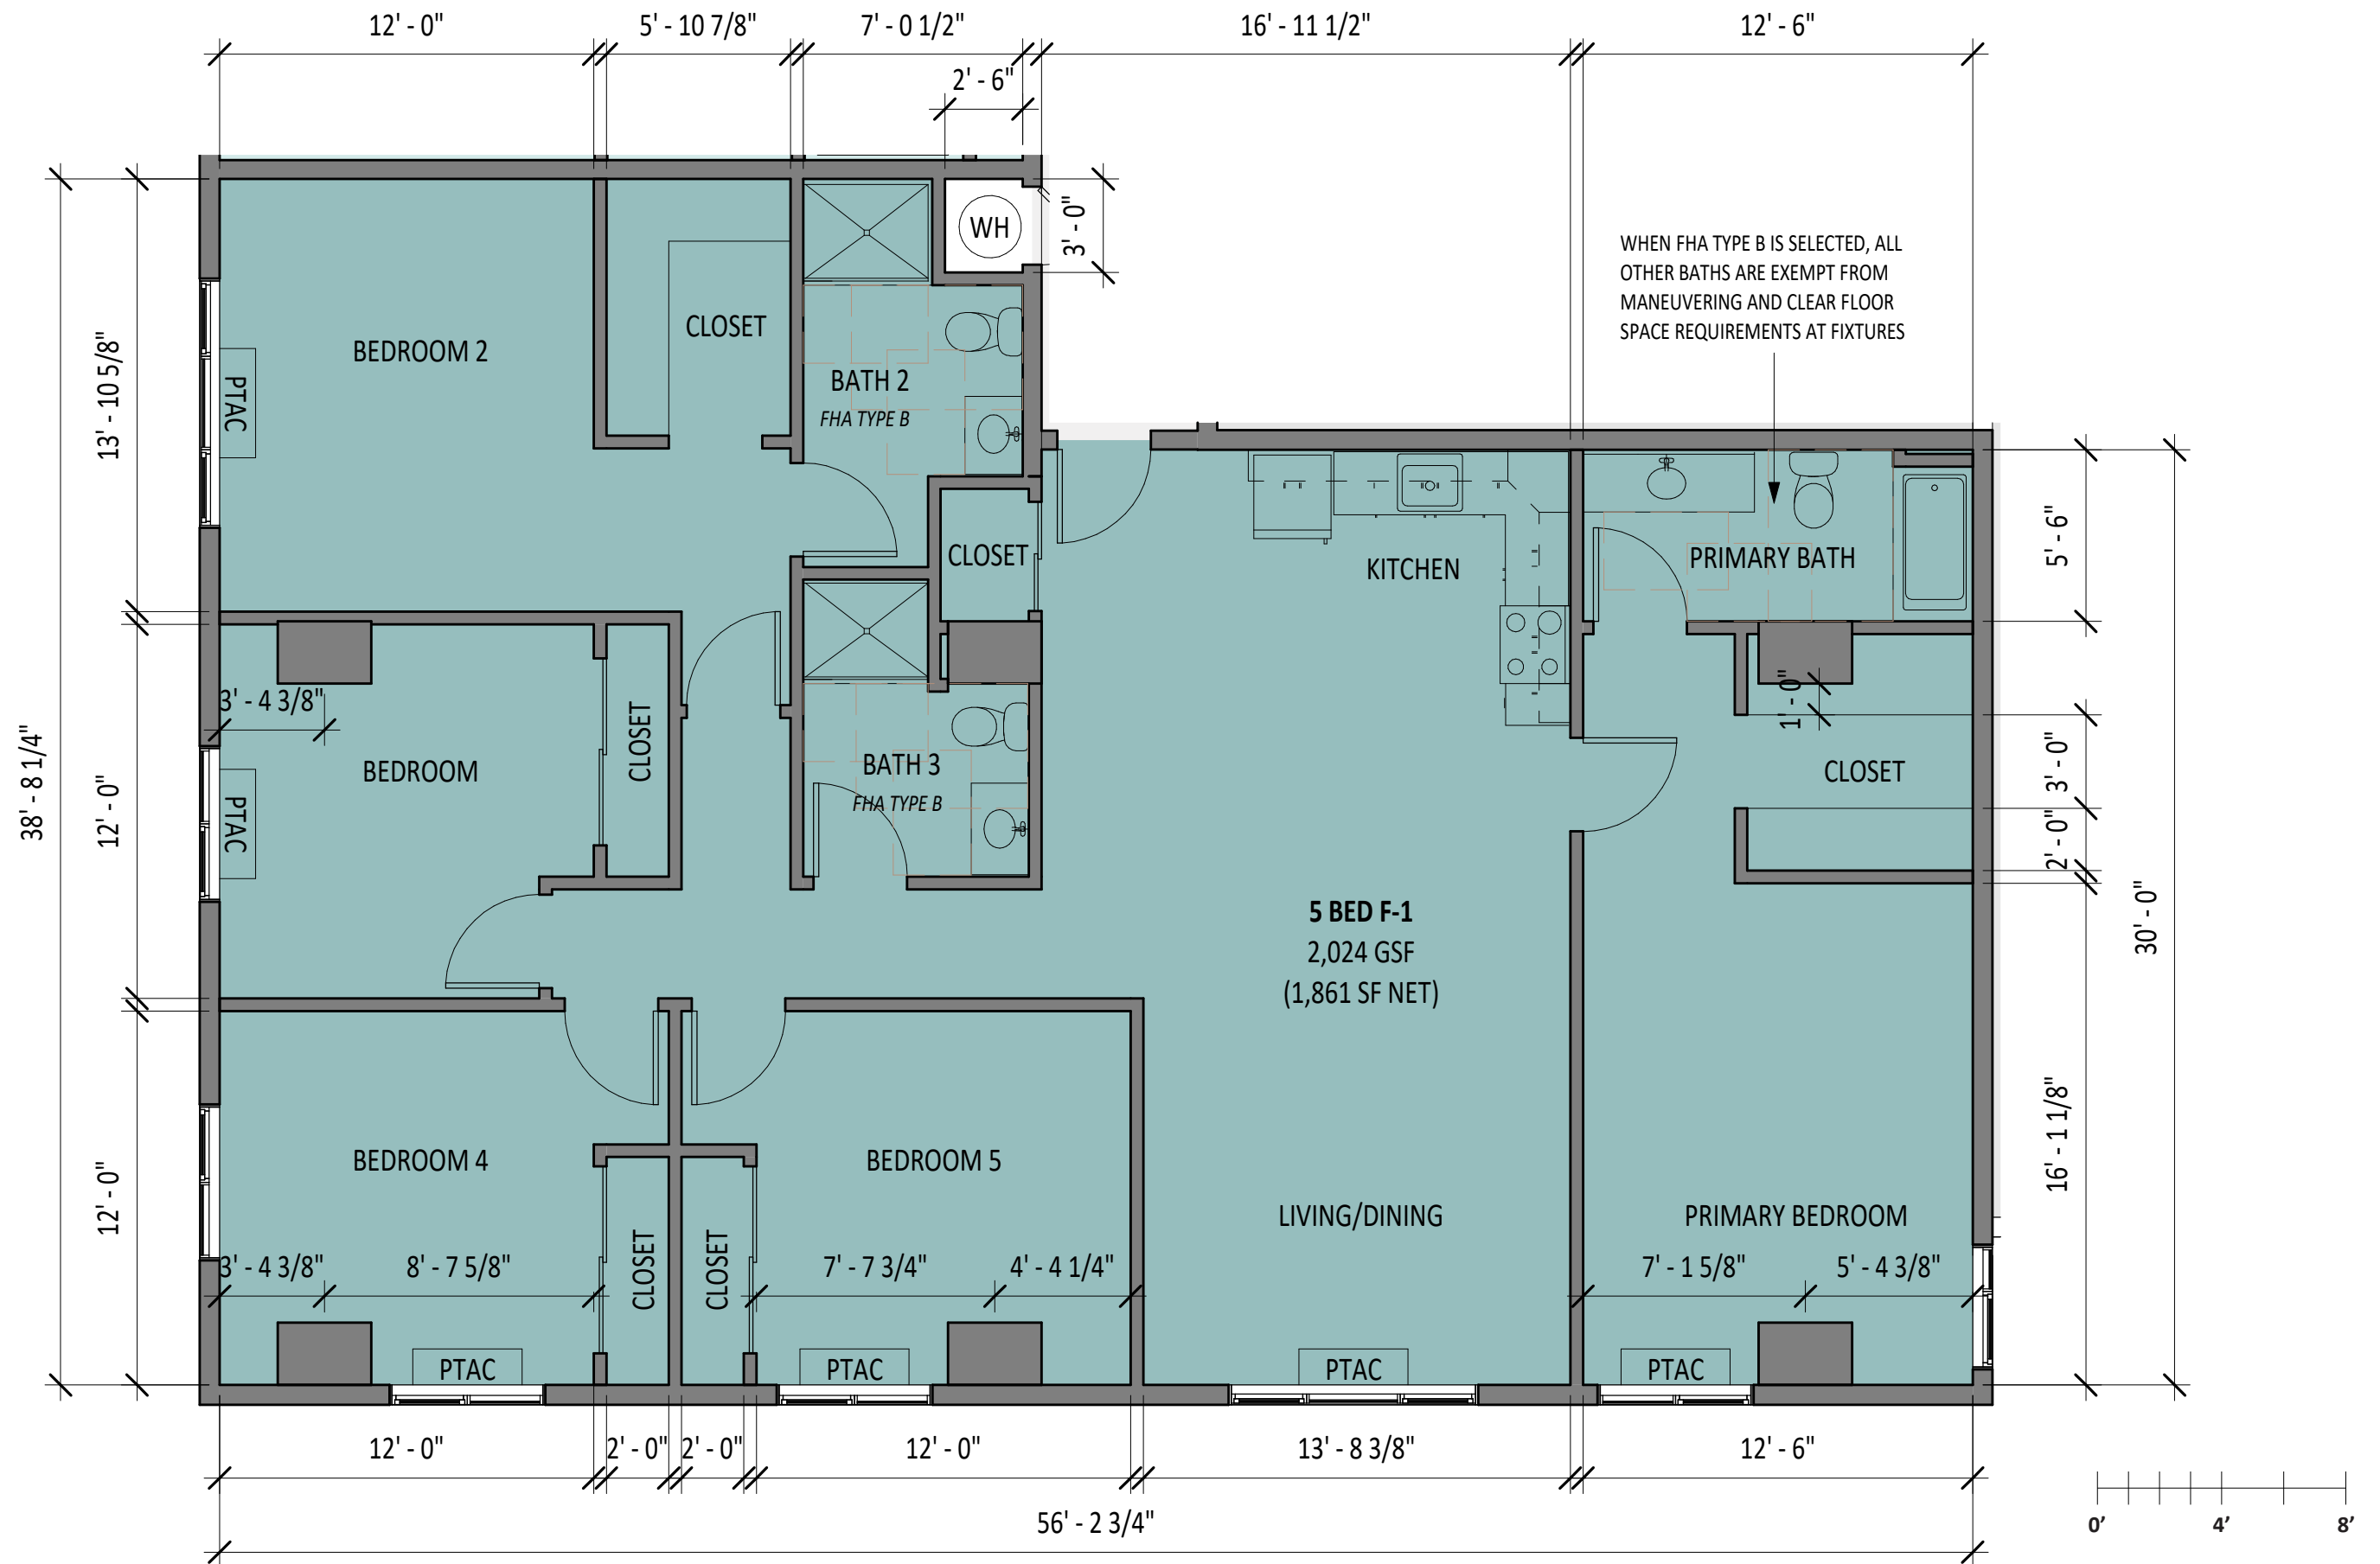 12' - 0"
5' - 10 7/8"
7' - 0 1/2"
16' - 11 1/2"
12' - 6"
2' - 6"
3' - 0"
WH
WHEN FHA TYPE B IS SELECTED, ALL
OTHER BATHS ARE EXEMPT FROM
MANEUVERING AND CLEAR FLOOR
SPACE REQUIREMENTS AT FIXTURES
BEDROOM 2
CLOSET
13' - 10 5/8"
PTAC
BATH 2
FHA TYPE B
CLOSET
KITCHEN
PRIMARY BATH
5' - 6"
3' - 4 3/8"
1' - 0"
38' - 8 1/4"
12' - 0"
BEDROOM
CLOSET
PTAC
BATH 3
FHA TYPE B
CLOSET
3' - 0"
2' - 0"
5 BED F-1
2,024 GSF
(1,861 SF NET)
30' - 0"
12' - 0"
BEDROOM 4
BEDROOM 5
16' - 1 1/8"
LIVING/DINING
PRIMARY BEDROOM
3' - 4 3/8"
8' - 7 5/8"
CLOSET
CLOSET
7' - 7 3/4"
4' - 4 1/4"
7' - 1 5/8"
5' - 4 3/8"
PTAC
PTAC
PTAC
PTAC
12' - 0"
2' - 0"
2' - 0"
12' - 0"
13' - 8 3/8"
12' - 6"
56' - 2 3/4"
0’
4’
8’